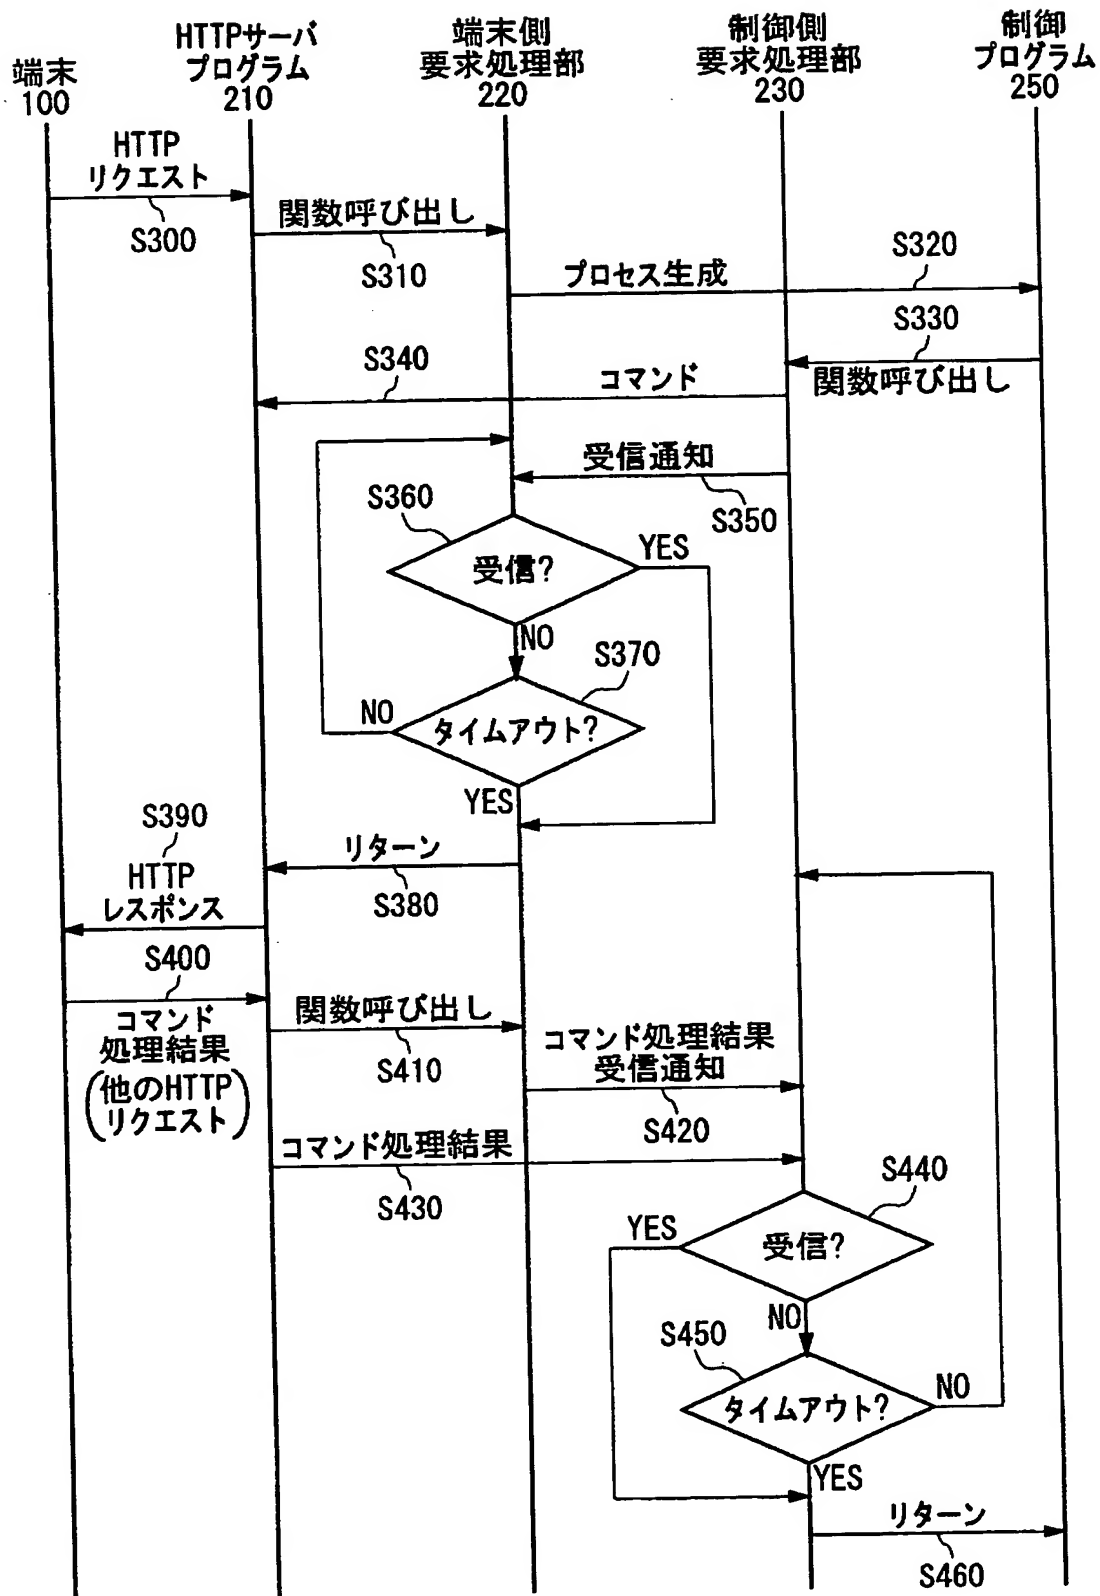 端末
100
HTTPサーバ
プログラム
210
端末側
要求処理部
220
制御側
要求処理部
230
制御
プログラム
250
HTTP
リクエスト
S300
関数呼び出し
S310
プロセス生成
S320
S330
関数呼び出し
S340
コマンド
受信通知
S350
S360
受信?
YES
NO
S370
タイムアウト?
NO
YES
リターン
S380
S390
HTTP
レスポンス
S400
コマンド
処理結果
(他のHTTP
リクエスト)
関数呼び出し
S410
コマンド処理結果
受信通知
S420
コマンド処理結果
S430
S440
受信?
YES
NO
S450
タイムアウト?
NO
YES
リターン
S460